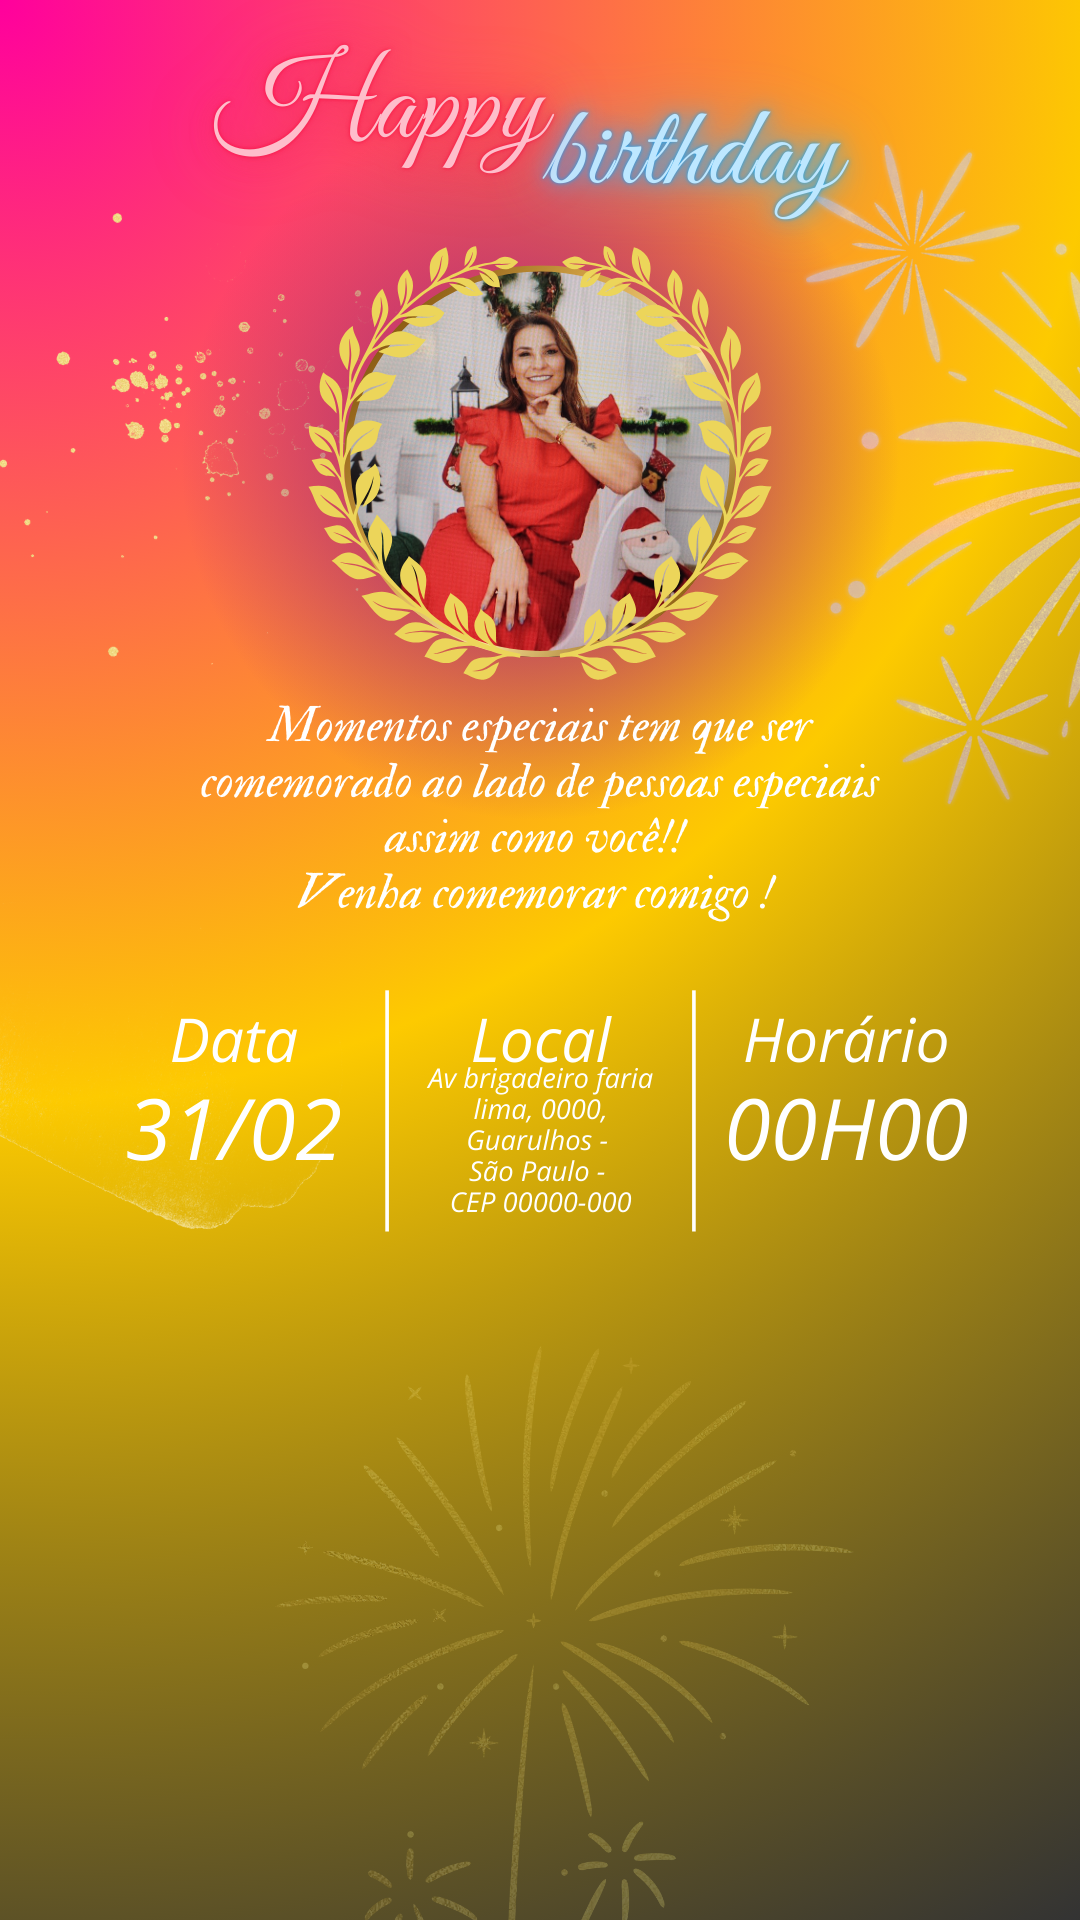 Happy birthday
Momentos especiais tem que ser
comemorado ao lado de pessoas especiais
assim como você!!
Venha comemorar comigo !
Data
31/02
Local
Av brigadeiro faria
lima, 0000,
Guarulhos -
São Paulo -
CEP 00000-000
Horário
00H00